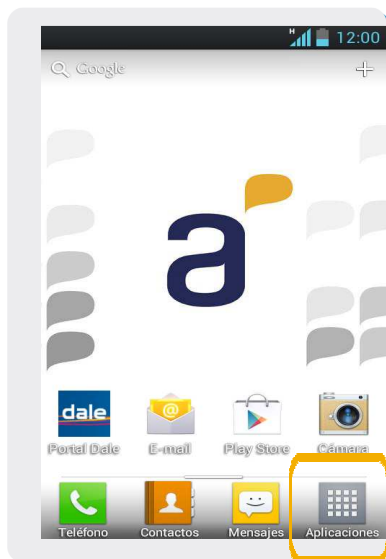 H 12:00
Google
a
dale
Portal Dale E-mail Play Store Cámara
Teléfono Contactos Mensajes Aplicaciones